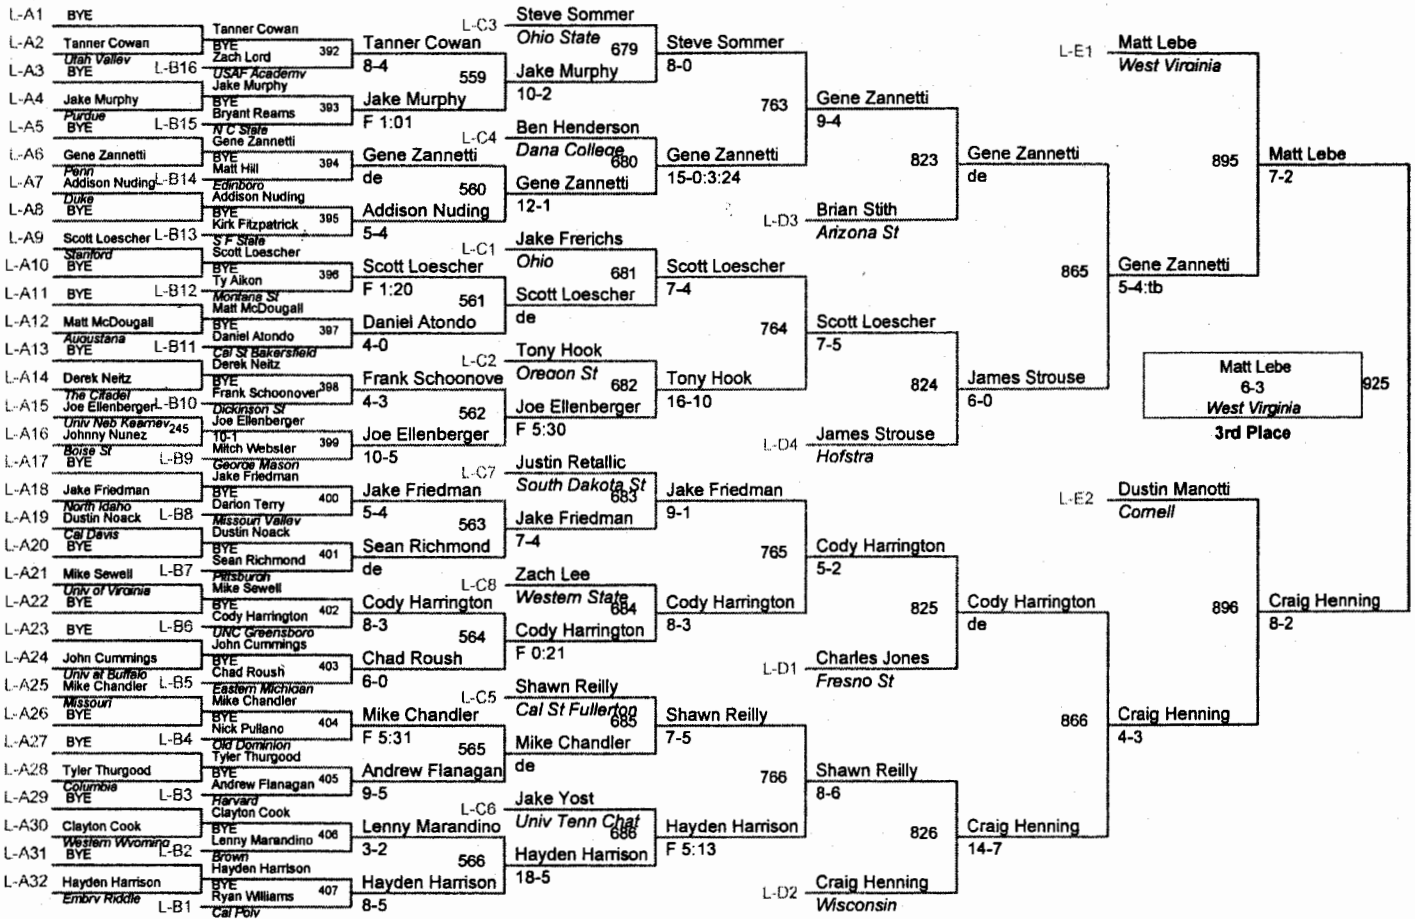 L-A1 BYE
L-A2 Tanner Cowan
Utah Valley
L-A3 BYE
L-A4 Jake Murphy
Purdue
L-A5 BYE
L-A6 Gene Zannetti
Penn
L-A7 Addison Nuding
Duke
L-A8 BYE
L-A9 Scott Loescher
Stanford
L-A10 BYE
L-A11 BYE
L-A12 Matt McDougall
Augustana
L-A13 BYE
L-A14 Derek Neitz
The Citadel
L-A15 Joe Ellenberger
Univ Neb Kearney 245
L-A16 Johnny Nunez
Boise St
L-A17 BYE
L-A18 Jake Friedman
North Idaho
L-A19 Dustin Noack
Cal Davis
L-A20 BYE
L-A21 Mike Sewell
Univ of Virginia
L-A22 BYE
L-A23 BYE
L-A24 John Cummings
Univ at Buffalo
L-A25 Mike Chandler
Missouri
L-A26 BYE
L-A27 BYE
L-A28 Tyler Thurgood
Columbia
L-A29 BYE
L-A30 Clayton Cook
Western Wyoming
L-A31 BYE
L-A32 Hayden Harrison
Embry Riddle
Tanner Cowan
BYE 392
L-B16 Zach Lord
USAF Academy
Jake Murphy
BYE 393
L-B15 Bryant Reams
N C State
Gene Zannetti
BYE 394
L-B14 Matt Hill
Edinboro
Addison Nuding
BYE 395
L-B13 Kirk Fitzpatrick
S F State
Scott Loescher
BYE 396
L-B12 Ty Aikon
Montana St
Matt McDougall
BYE 397
L-B11 Daniel Atondo
Cal St Bakersfield
Derek Neitz
BYE 398
L-B10 Frank Schoonover
Dickinson St
Joe Ellenberger
10-1 399
L-B9 Mitch Webster
George Mason
Jake Friedman
BYE 400
L-B8 Darion Terry
Missouri Valley
Dustin Noack
BYE 401
L-B7 Sean Richmond
Pittsburgh
Mike Sewell
BYE 402
L-B6 Cody Harrington
UNC Greensboro
John Cummings
BYE 403
L-B5 Chad Roush
Eastern Michigan
Mike Chandler
BYE 404
L-B4 Nick Pullano
Old Dominion
Tyler Thurgood
BYE 405
L-B3 Andrew Flanagan
Harvard
Clayton Cook
BYE 406
L-B2 Lenny Marandino
Brown
Hayden Harrison
BYE 407
L-B1 Ryan Williams
Cal Poly
Tanner Cowan
8-4 559
Jake Murphy
F 1:01
Gene Zannetti
de 560
Addison Nuding
5-4
Scott Loescher
F 1:20 561
Daniel Atondo
4-0
Frank Schoonove
4-3 562
Joe Ellenberger
10-5
Jake Friedman
5-4 563
Sean Richmond
de
Cody Harrington
8-3 564
Chad Roush
6-0
Mike Chandler
F 5:31 565
Andrew Flanagan
9-5
Lenny Marandino
3-2 566
Hayden Harrison
8-5
L-C3 Steve Sommer
Ohio State 679
Jake Murphy
10-2
L-C4 Ben Henderson
Dana College 680
Gene Zannetti
12-1
L-C1 Jake Frerichs
Ohio 681
Scott Loescher
de
L-C2 Tony Hook
Oregon St 682
Joe Ellenberger
F 5:30
L-C7 Justin Retallic
South Dakota St 683
Jake Friedman
7-4
L-C8 Zach Lee
Western State 684
Cody Harrington
F 0:21
L-C5 Shawn Reilly
Cal St Fullerton 685
Mike Chandler
de
L-C6 Jake Yost
Univ Tenn Chat 686
Hayden Harrison
18-5
Steve Sommer
8-0 763
Gene Zannetti
15-0:3:24
Scott Loescher
7-4 764
Tony Hook
16-10
Jake Friedman
9-1 765
Cody Harrington
8-3
Shawn Reilly
7-5 766
Hayden Harrison
F 5:13
Gene Zannetti
9-4 823
L-D3 Brian Stith
Arizona St
Scott Loescher
7-5 824
L-D4 James Strouse
Hofstra
Cody Harrington
5-2 825
L-D1 Charles Jones
Fresno St
Shawn Reilly
8-6 826
L-D2 Craig Henning
Wisconsin
Gene Zannetti
de 865
James Strouse
6-0
Cody Harrington
de 866
Craig Henning
14-7
L-E1 Matt Lebe
West Virginia 895
Gene Zannetti
5-4:tb
L-E2 Dustin Manotti
Cornell 896
Craig Henning
4-3
Matt Lebe
7-2
Matt Lebe
6-3 925
West Virginia
3rd Place
Craig Henning
8-2